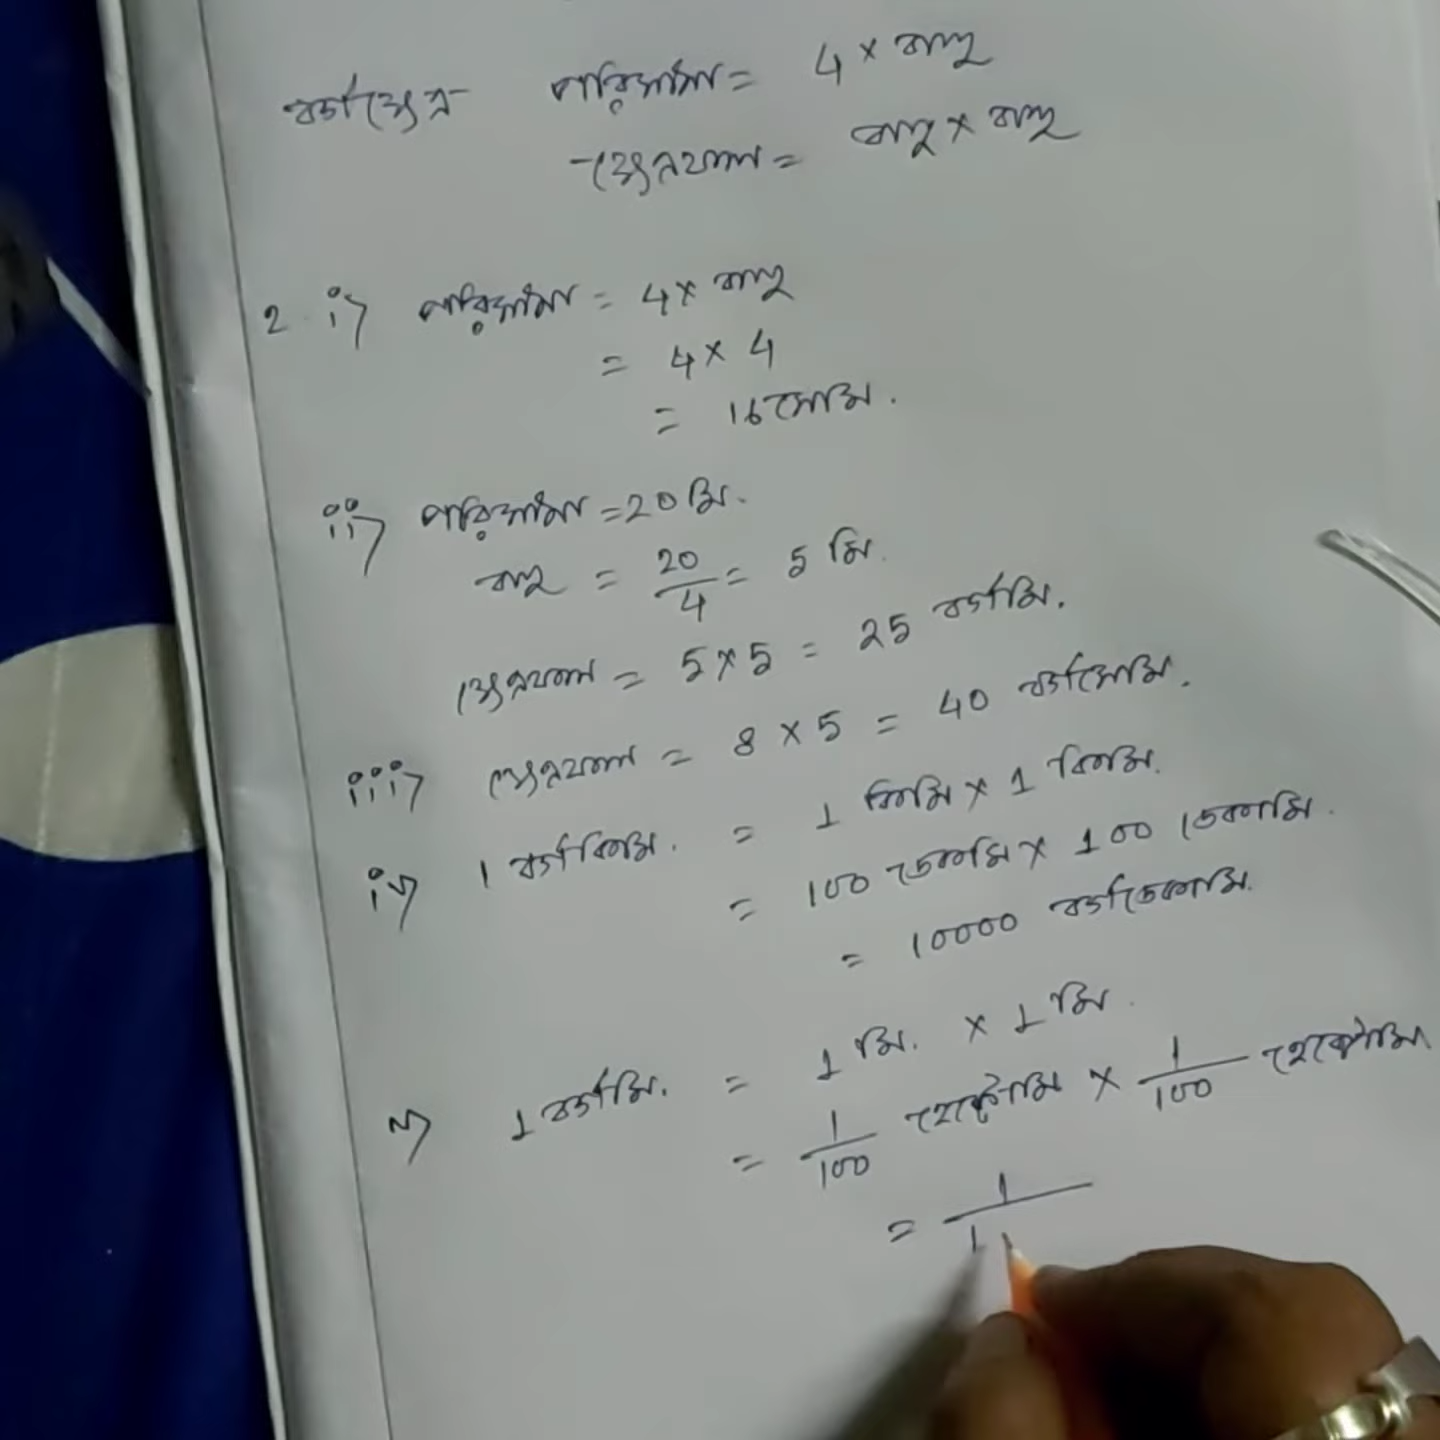 বর্গক্ষেত্র পরিসীমা = 4 × বাহু
ক্ষেত্রফল = বাহু × বাহু
2. i> পরিসীমা = 4 × বাহু
= 4 × 4
= 16 সেমি.
ii> পরিসীমা = 20 মি.
বাহু = 20/4 = 5 মি.
ক্ষেত্রফল = 5 × 5 = 25 বর্গমি.
iii> ক্ষেত্রফল = 8 × 5 = 40 বর্গসেমি.
iv> 1 বর্গকিমি. = 1 কিমি × 1 কিমি.
= 100 ডেকামি × 100 ডেকামি.
= 10000 বর্গডেকামি.
v> 1 বর্গমি. = 1 মি. × 1 মি.
= 1/100 হেক্টোমি × 1/100 হেক্টোমি
= 1/1